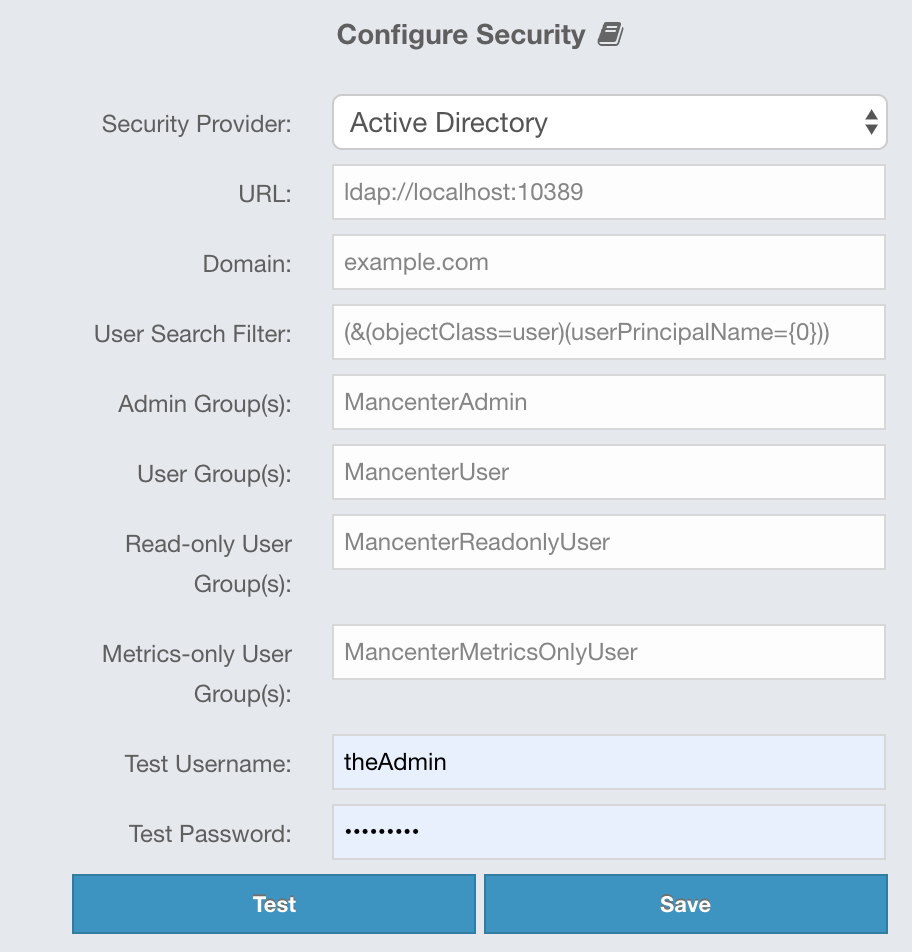 Configure Security
Security Provider: Active Directory
URL: ldap://localhost:10389
Domain: example.com
User Search Filter: (&(objectClass=user)(userPrincipalName={0}))
Admin Group(s): MancenterAdmin
User Group(s): MancenterUser
Read-only User Group(s): MancenterReadonlyUser
Metrics-only User Group(s): MancenterMetricsOnlyUser
Test Username: theAdmin
Test Password: •••••••••
Test Save